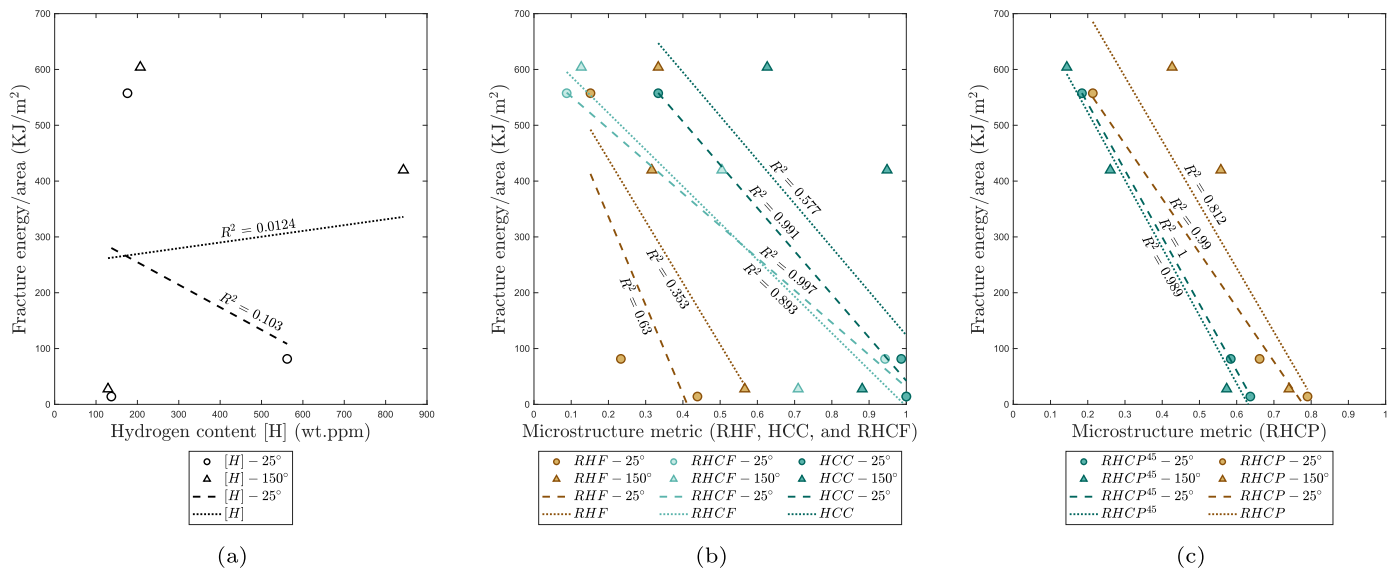 700
600
500
400
300
200
100
0
Fracture energy/area (KJ/m²)
R² = 0.0124
R² = 0.103
0 100 200 300 400 500 600 700 800 900
Hydrogen content [H] (wt.ppm)
[H] − 25°
[H] − 150°
[H] − 25°
[H]
(a)
700
600
500
400
300
200
100
0
Fracture energy/area (KJ/m²)
R² = 0.577
R² = 0.991
R² = 0.997
R² = 0.893
R² = 0.353
R² = 0.63
0 0.1 0.2 0.3 0.4 0.5 0.6 0.7 0.8 0.9 1
Microstructure metric (RHF, HCC, and RHCF)
RHF − 25° RHCF − 25° HCC − 25°
RHF − 150° RHCF − 150° HCC − 150°
RHF − 25° RHCF − 25° HCC − 25°
RHF RHCF HCC
(b)
700
600
500
400
300
200
100
0
Fracture energy/area (KJ/m²)
R² = 0.812
R² = 0.99
R² = 1
R² = 0.989
0 0.1 0.2 0.3 0.4 0.5 0.6 0.7 0.8 0.9 1
Microstructure metric (RHCP)
RHCP⁴⁵ − 25° RHCP − 25°
RHCP⁴⁵ − 150° RHCP − 150°
RHCP⁴⁵ − 25° RHCP − 25°
RHCP⁴⁵ RHCP
(c)